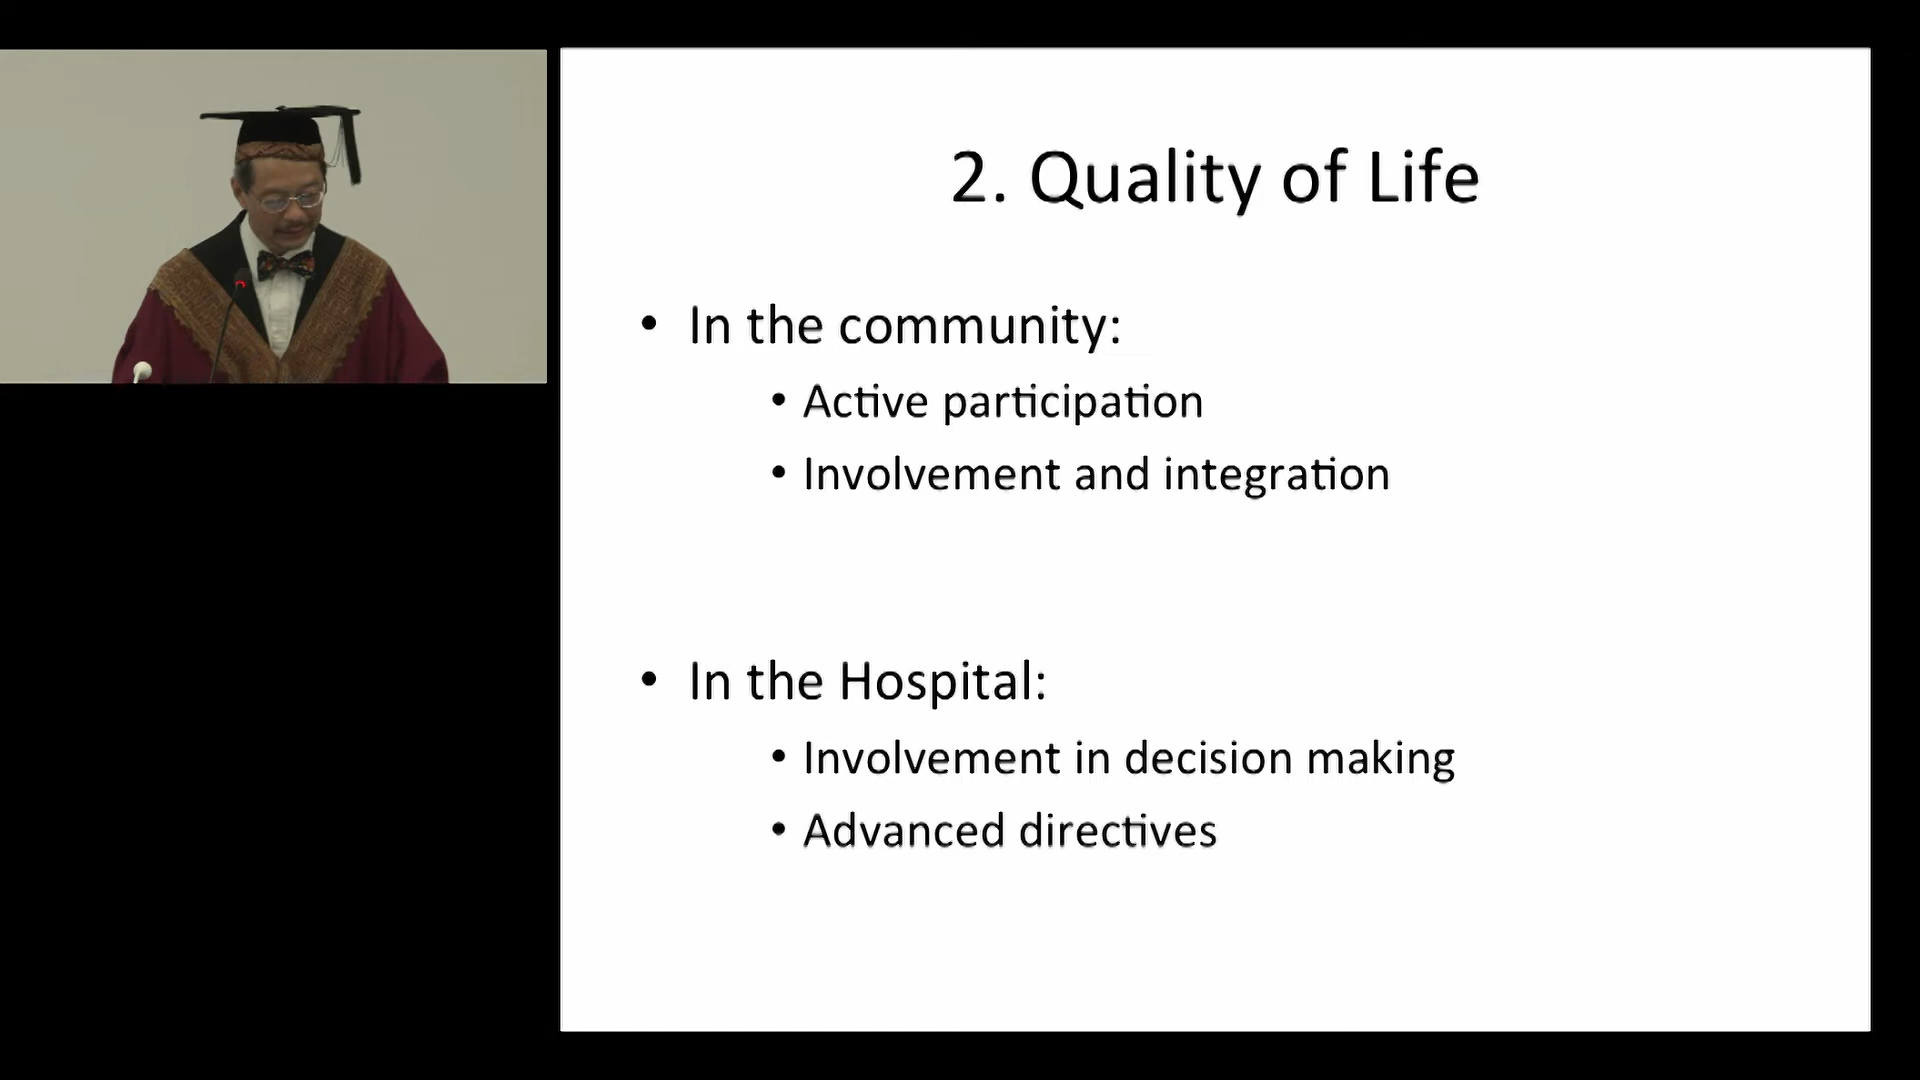 2. Quality of Life
• In the community:
• Active participation
• Involvement and integration
• In the Hospital:
• Involvement in decision making
• Advanced directives